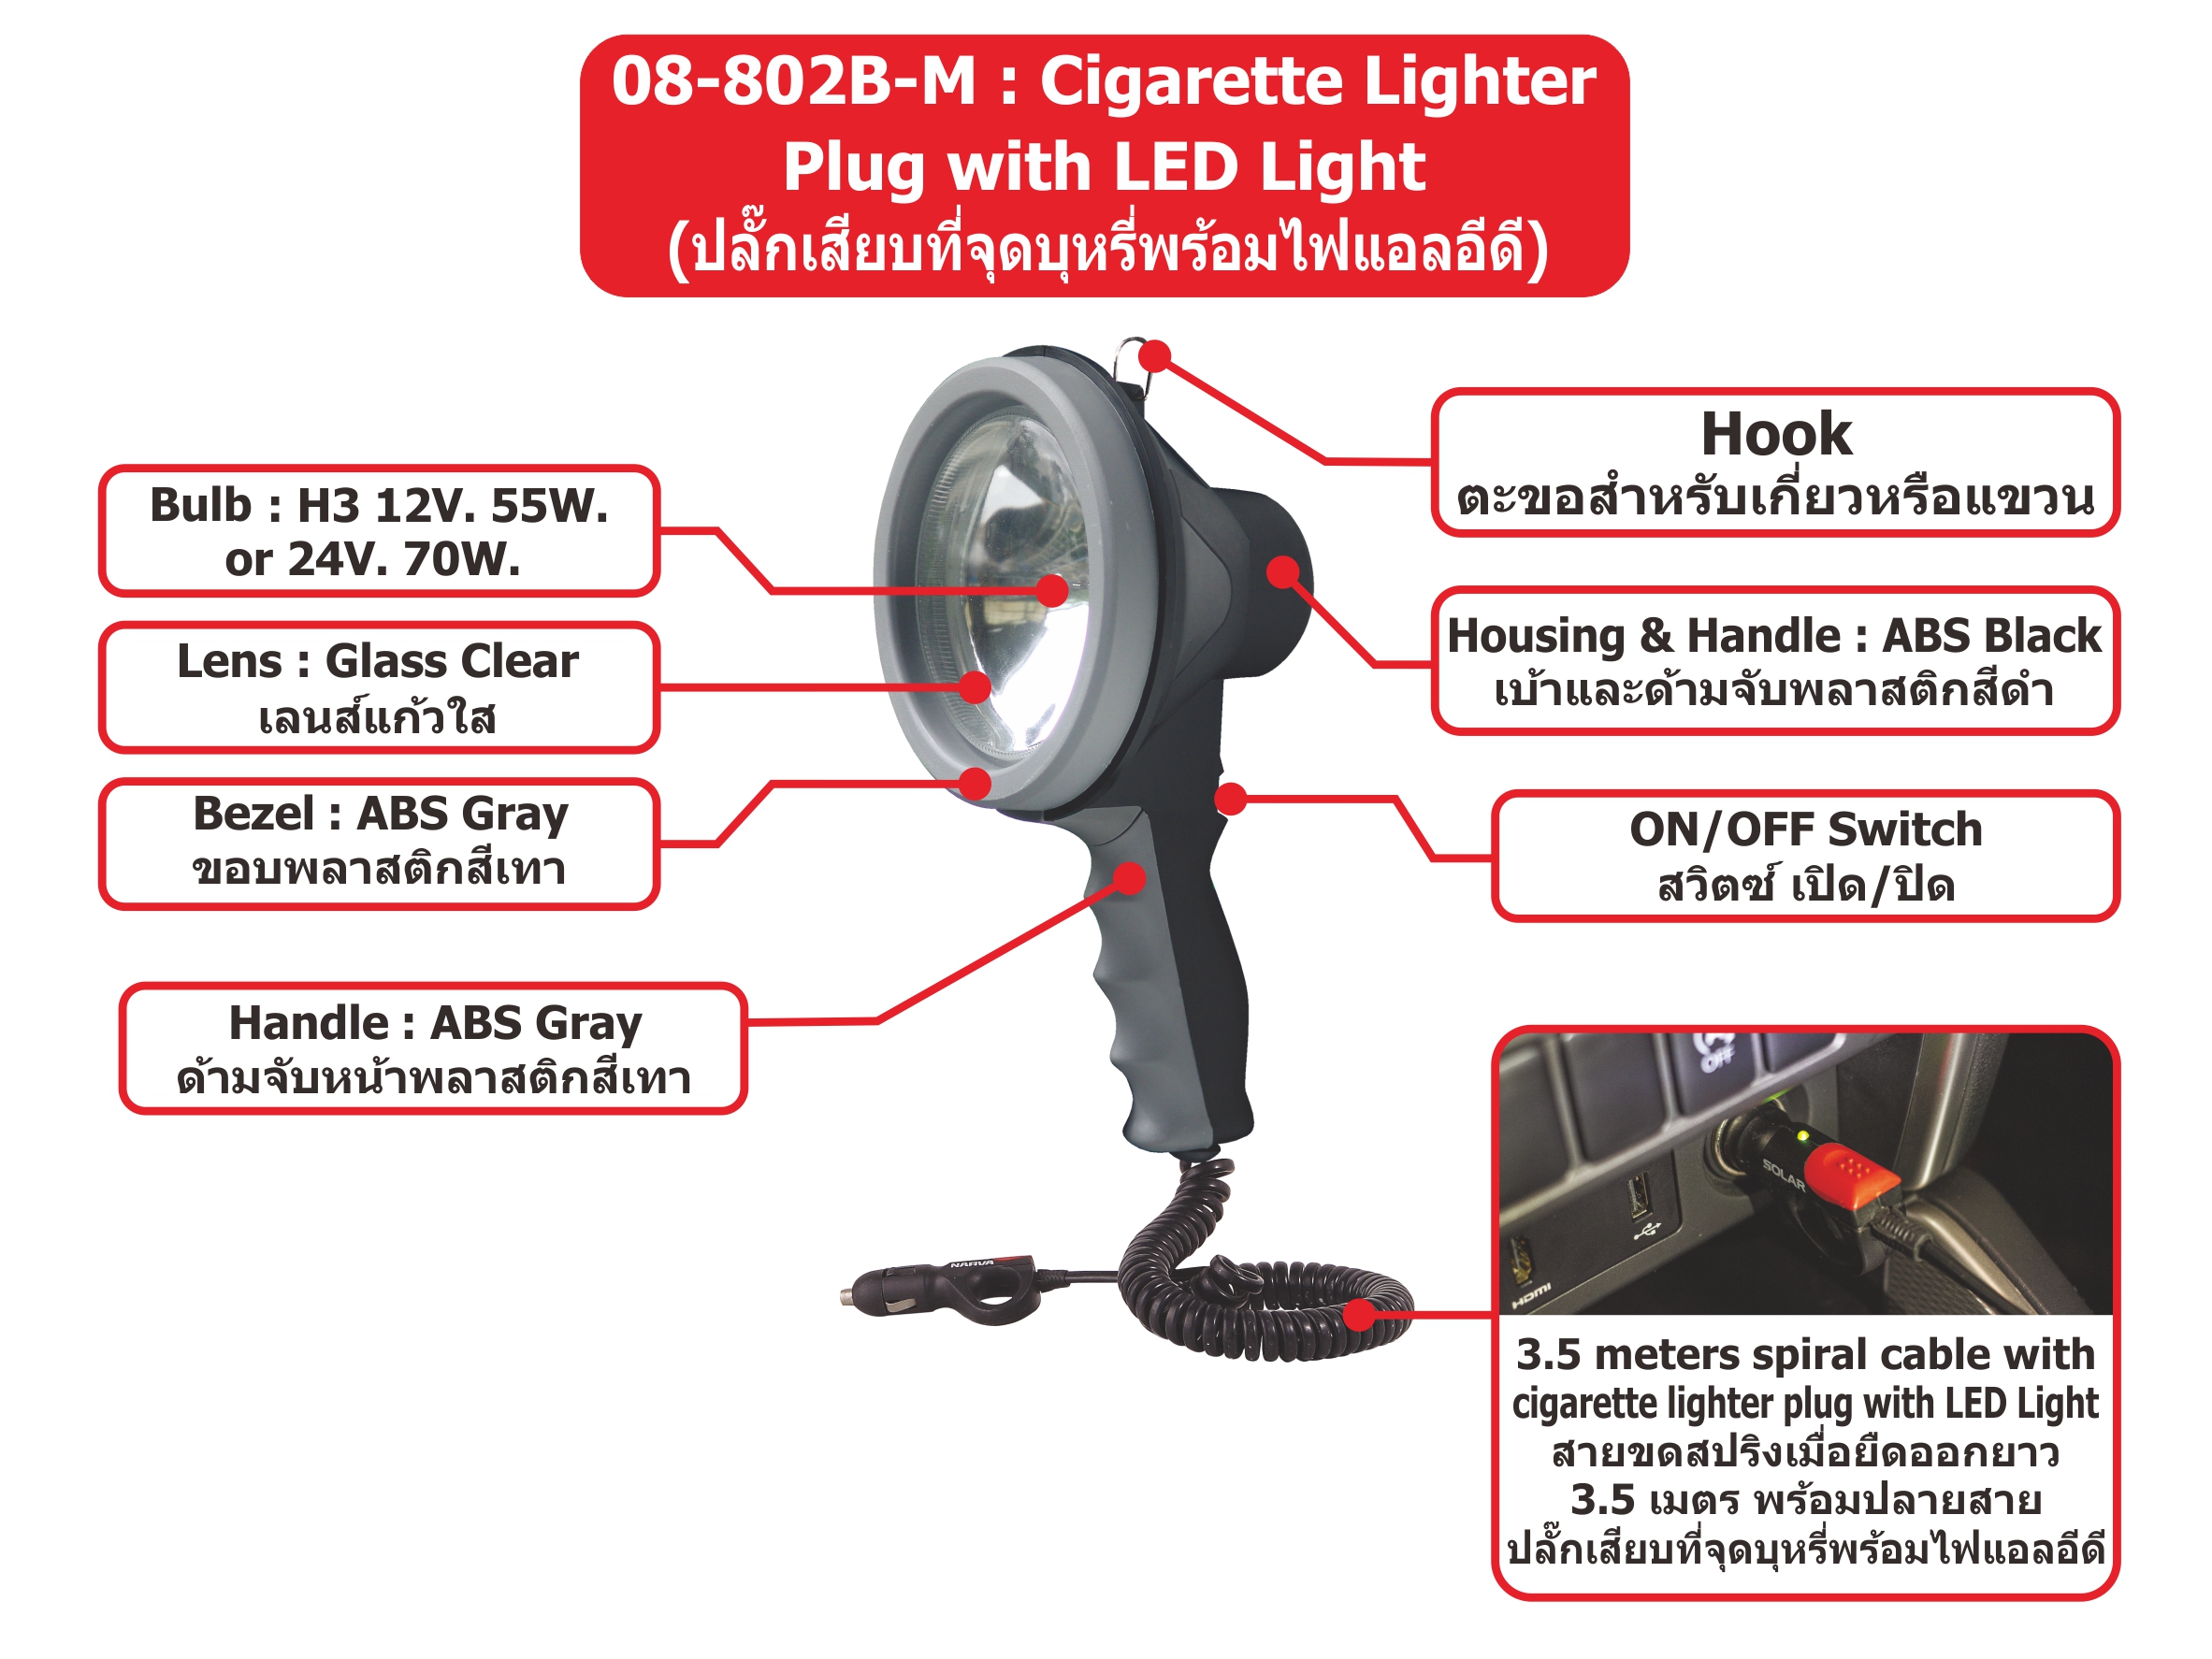 08-802B-M : Cigarette Lighter
Plug with LED Light
(ปลั๊กเสียบที่จุดบุหรี่พร้อมไฟแอลอีดี)
Hook
ตะขอสำหรับเกี่ยวหรือแขวน
Bulb : H3 12V. 55W.
or 24V. 70W.
Housing & Handle : ABS Black
เบ้าและด้ามจับพลาสติกสีดำ
Lens : Glass Clear
เลนส์แก้วใส
Bezel : ABS Gray
ขอบพลาสติกสีเทา
ON/OFF Switch
สวิตซ์ เปิด/ปิด
Handle : ABS Gray
ด้ามจับหน้าพลาสติกสีเทา
OFF
SOLAR
HDMI
NARVA
3.5 meters spiral cable with
cigarette lighter plug with LED Light
สายขดสปริงเมื่อยืดออกยาว
3.5 เมตร พร้อมปลายสาย
ปลั๊กเสียบที่จุดบุหรี่พร้อมไฟแอลอีดี